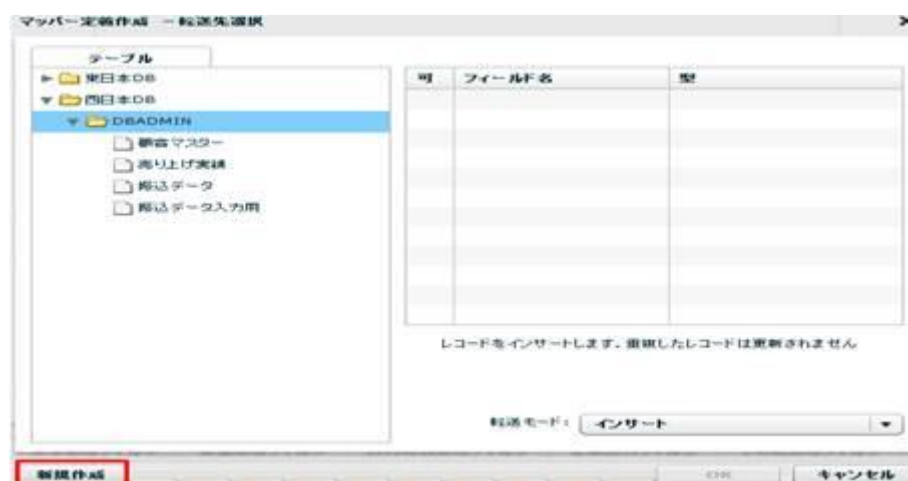 マッパー定義作成 －転送先選択
テーブル
東日本DB
西日本DB
DBADMIN
顧客マスター
売り上げ実績
振込データ
振込データ入力用
可 フィールド名 型
レコードをインサートします。重複したレコードは更新されません
転送モード： インサート
新規作成
OK
キャンセル